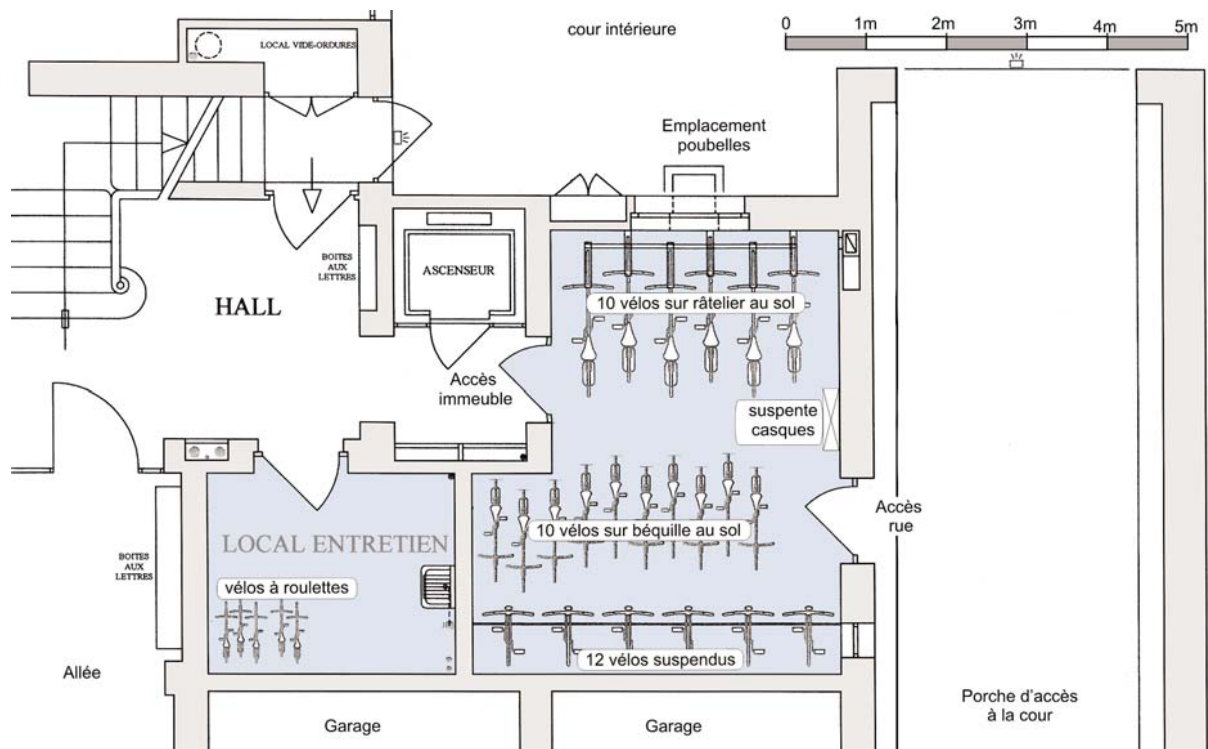 cour intérieure
0 1m 2m 3m 4m 5m
LOCAL VIDE-ORDURES
Emplacement
poubelles
BOITES
AUX
LETTRES
ASCENSEUR
HALL
10 vélos sur râtelier au sol
Accès
immeuble
suspente
casques
Accès
rue
10 vélos sur béquille au sol
LOCAL ENTRETIEN
BOITES
AUX
LETTRES
vélos à roulettes
12 vélos suspendus
Allée
Garage
Garage
Porche d'accès
à la cour